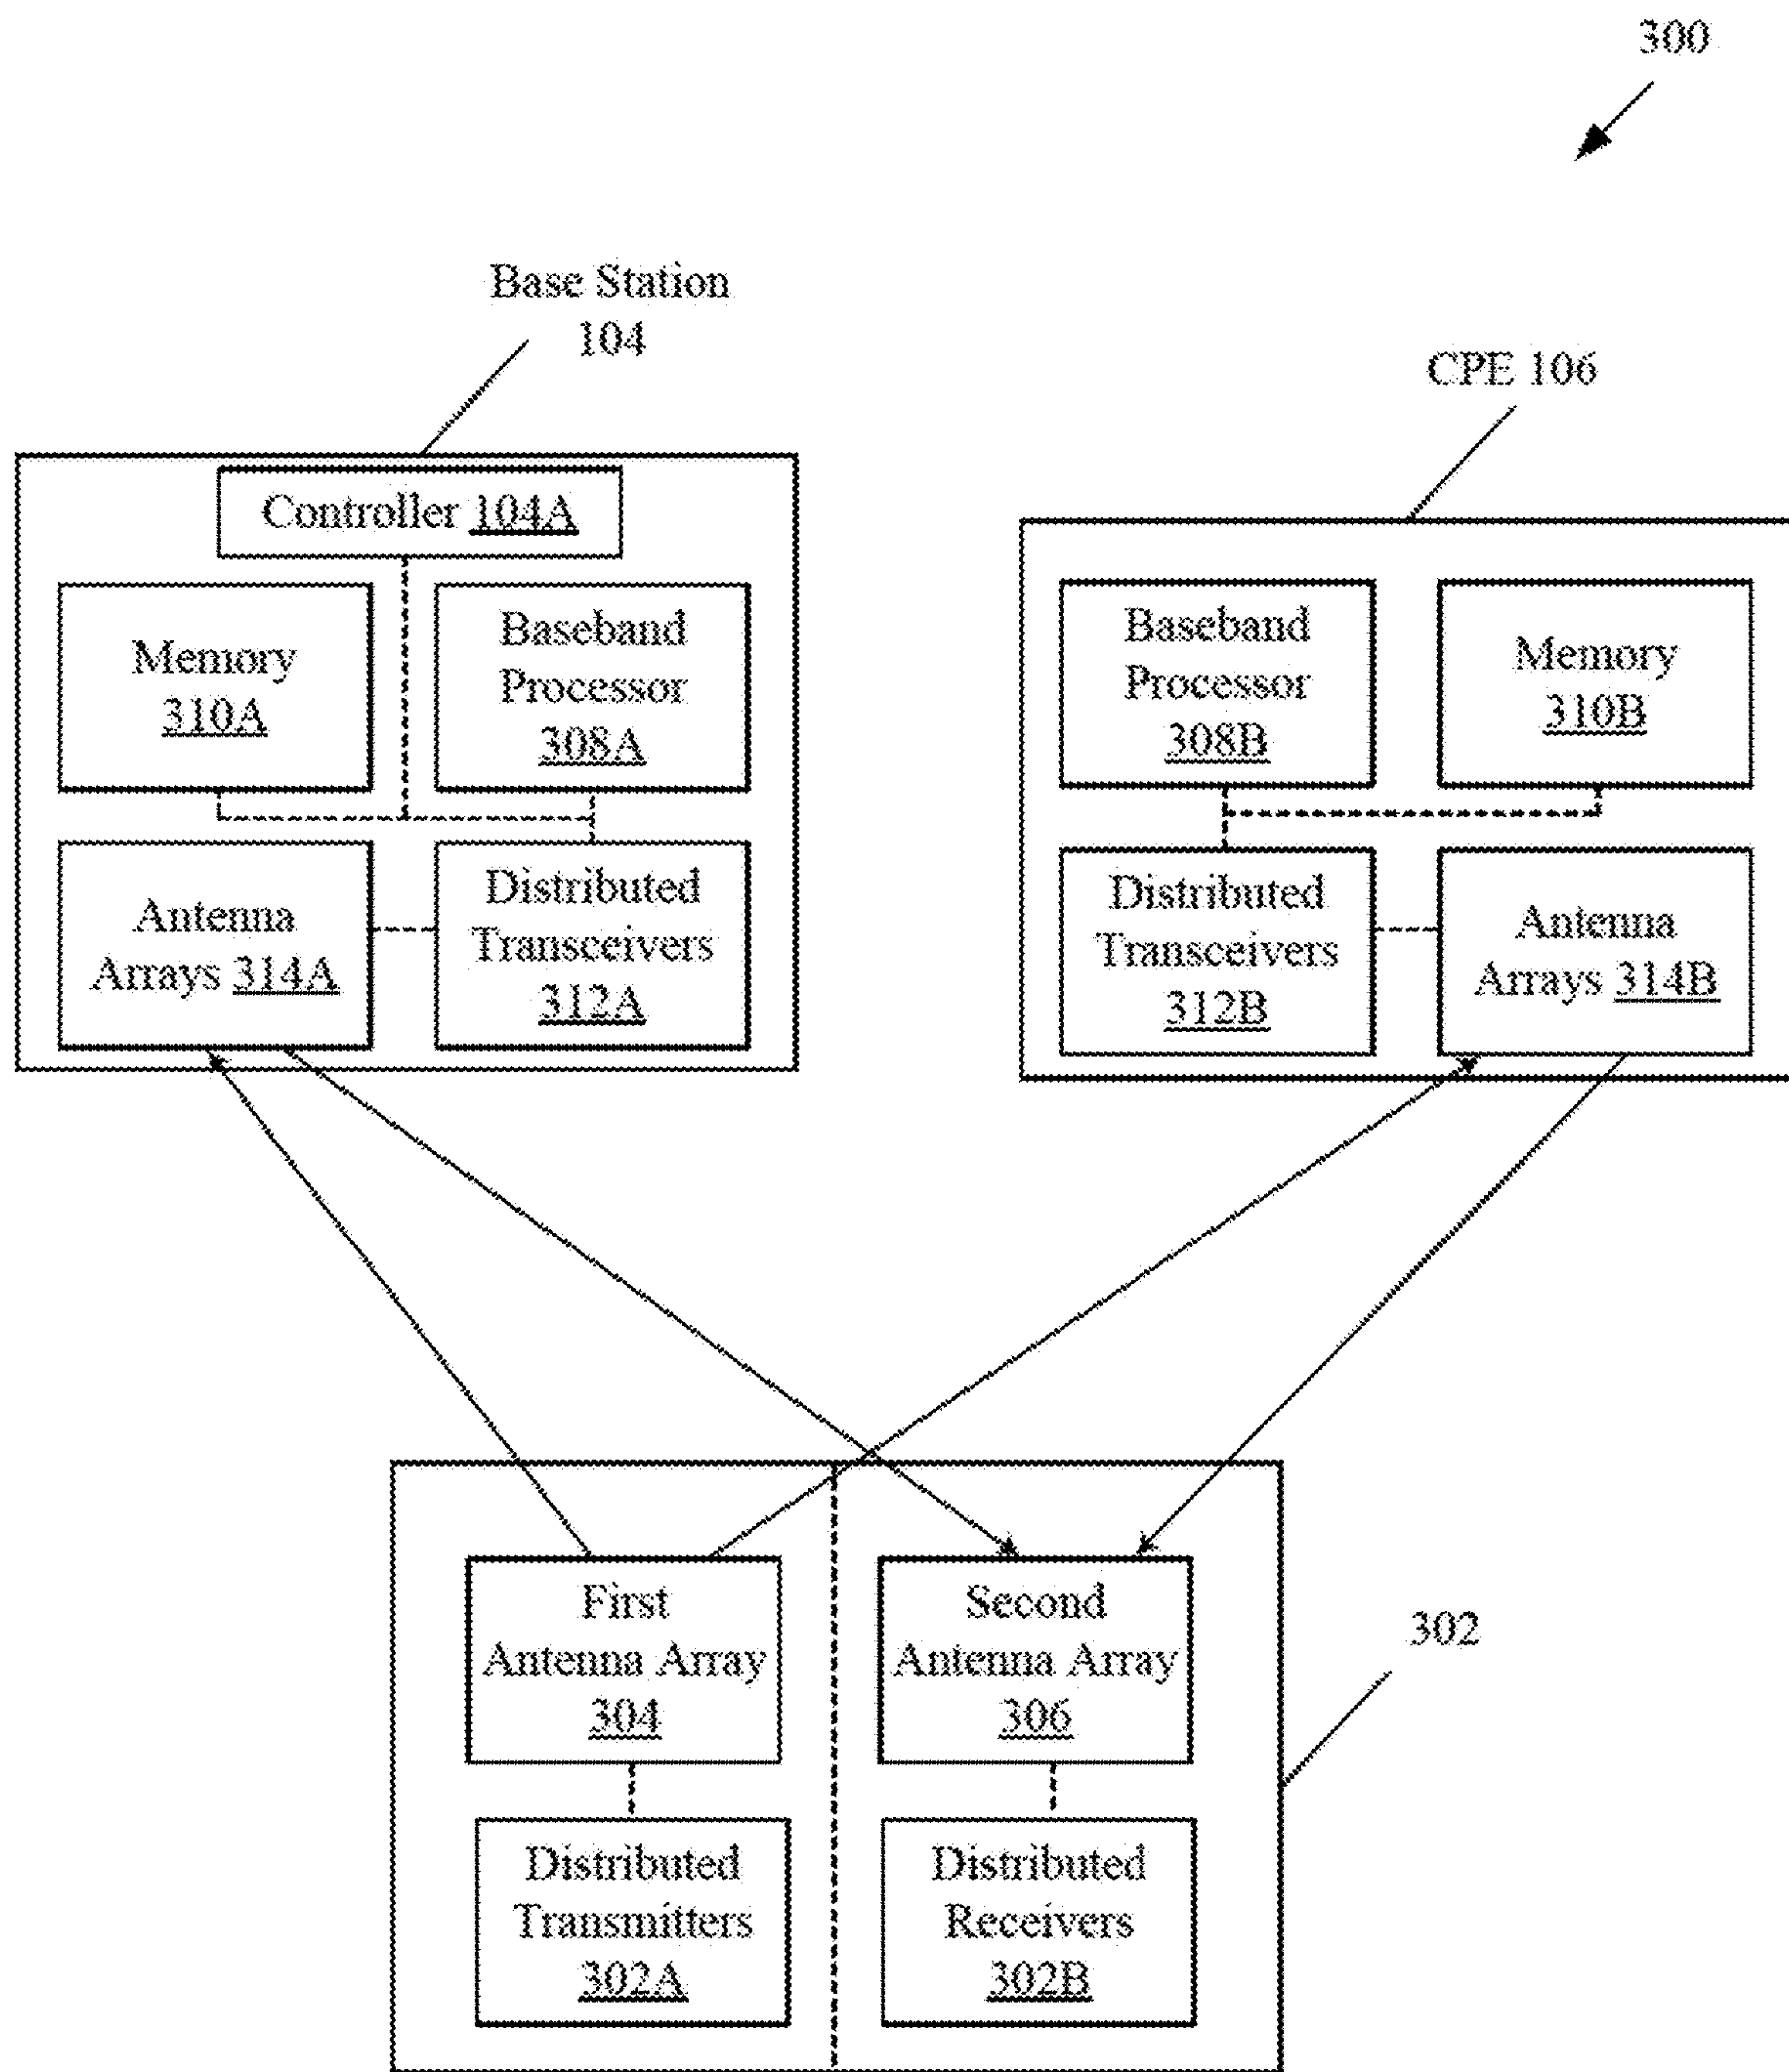 300
Base Station
104
CPE 106
Controller 104A
Memory
310A
Baseband
Processor
308A
Antenna
Arrays 314A
Distributed
Transceivers
312A
Baseband
Processor
308B
Memory
310B
Distributed
Transceivers
312B
Antenna
Arrays 314B
First
Antenna Array
304
Second
Antenna Array
306
302
Distributed
Transmitters
302A
Distributed
Receivers
302B